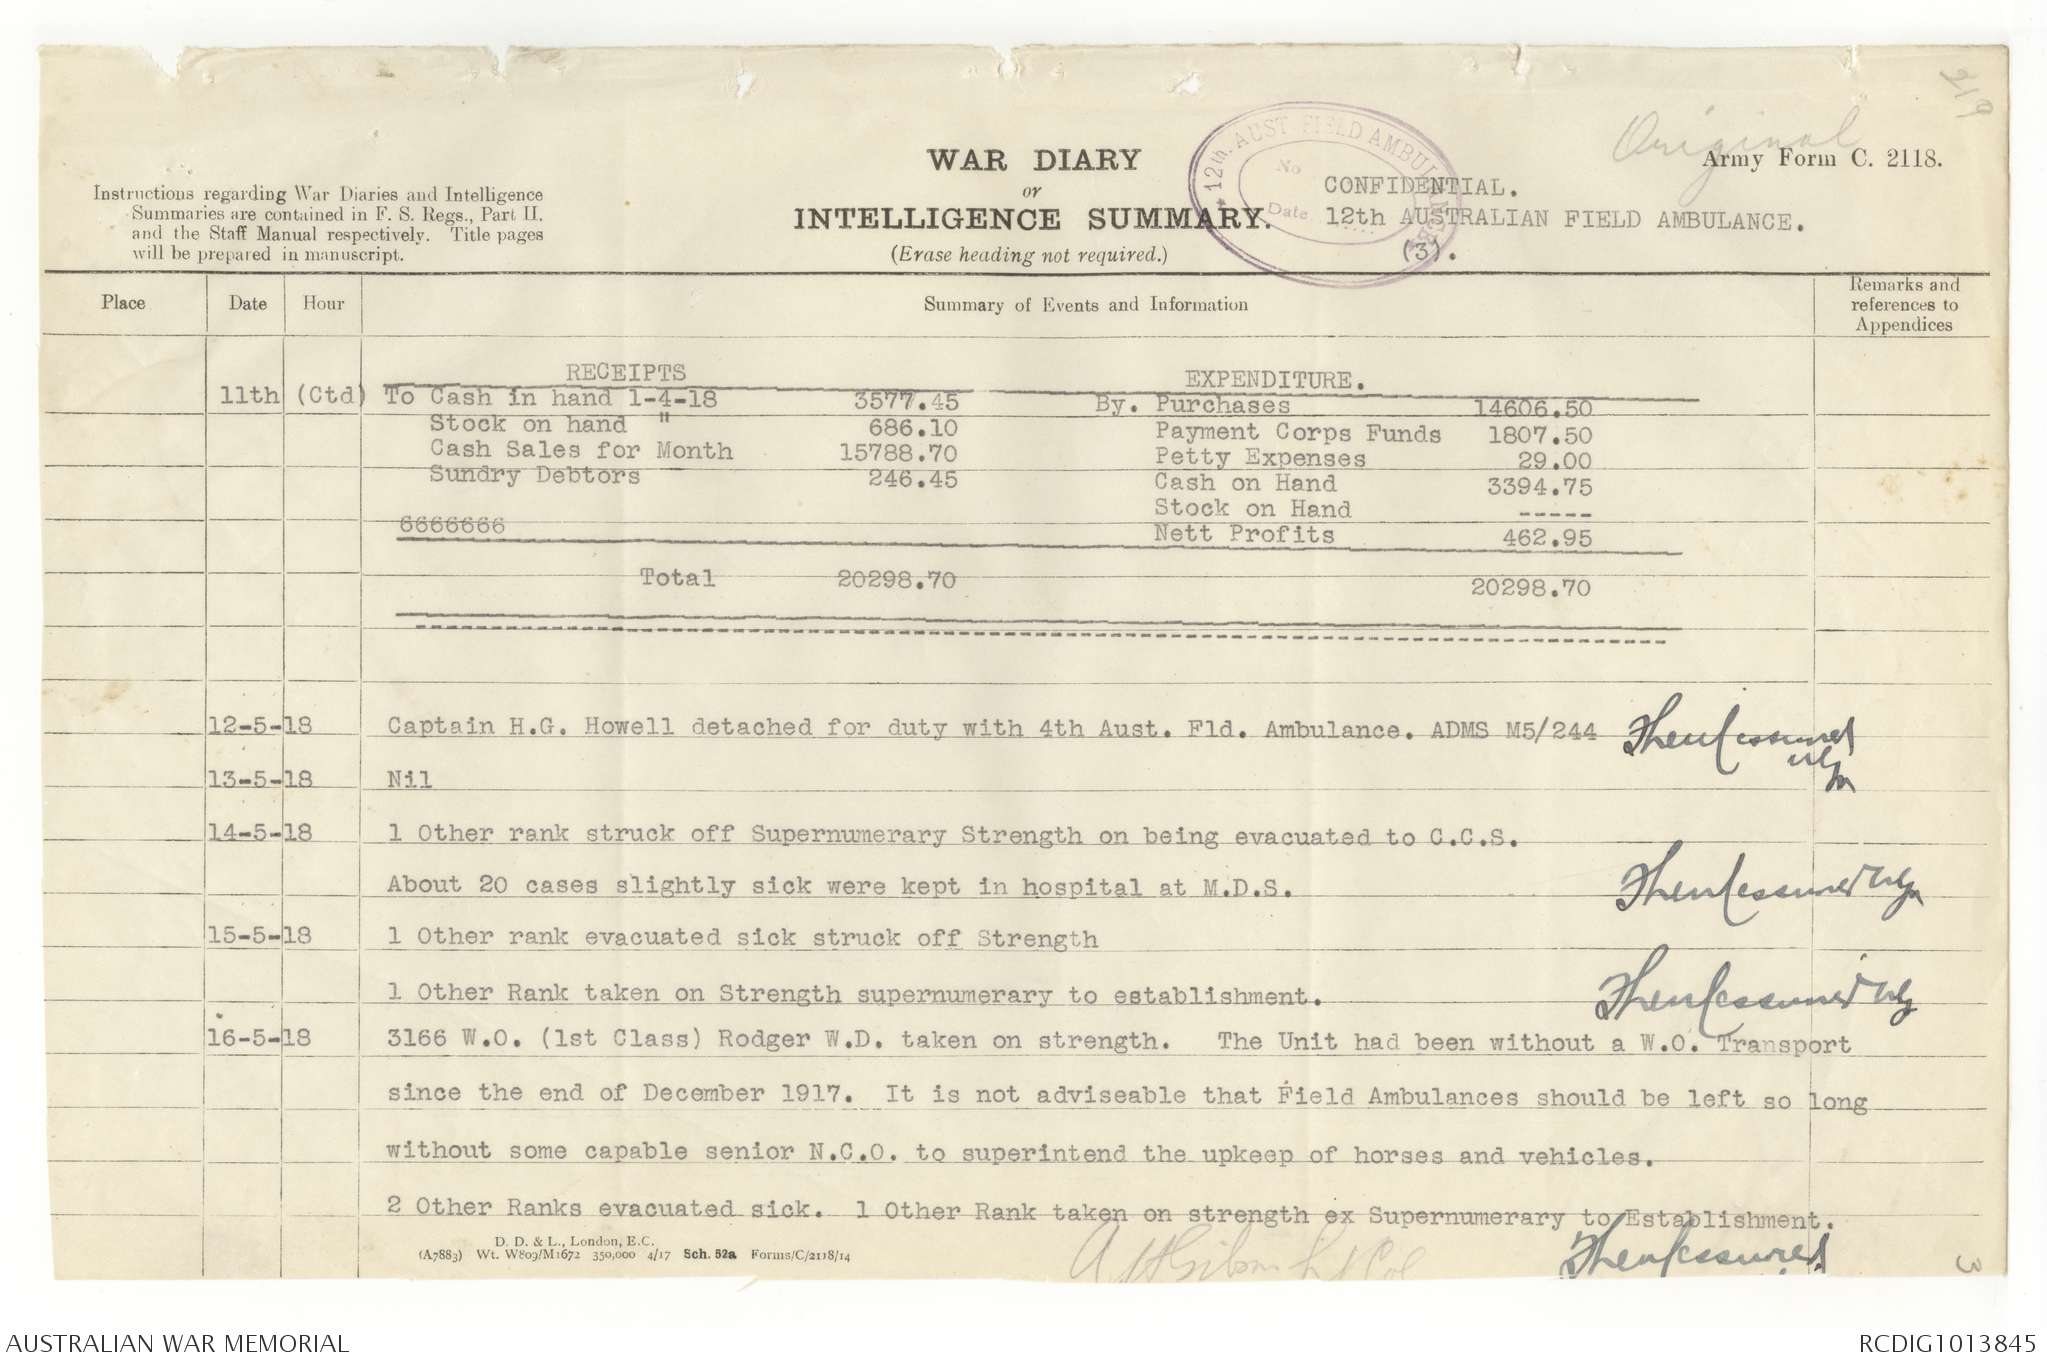 219
Original
WAR DIARY
or
INTELLIGENCE SUMMARY.
(Erase heading not required.)
Army Form C. 2118.
Instructions regarding War Diaries and Intelligence
Summaries are contained in F. S. Regs., Part II.
and the Staff Manual respectively. Title pages
will be prepared in manuscript.
12th. AUST. FIELD AMBULANCE
No
Date .....
CONFIDENTIAL.
12th AUSTRALIAN FIELD AMBULANCE.
(3).
Place Date Hour Summary of Events and Information Remarks and references to Appendices
RECEIPTS EXPENDITURE.
11th (Ctd) To Cash in hand 1-4-18 3577.45 By. Purchases 14606.50
Stock on hand " 686.10 Payment Corps Funds 1807.50
Cash Sales for Month 15788.70 Petty Expenses 29.00
Sundry Debtors 246.45 Cash on Hand 3394.75
Stock on Hand -----
6666666 Nett Profits 462.95
Total 20298.70 20298.70
12-5-18 Captain H.G. Howell detached for duty with 4th Aust. Fld. Ambulance. ADMS M5/244
13-5-18 Nil
14-5-18 1 Other rank struck off Supernumerary Strength on being evacuated to C.C.S.
About 20 cases slightly sick were kept in hospital at M.D.S.
15-5-18 1 Other rank evacuated sick struck off Strength
1 Other Rank taken on Strength supernumerary to establishment.
16-5-18 3166 W.O. (1st Class) Rodger W.D. taken on strength. The Unit had been without a W.O. Transport
since the end of December 1917. It is not adviseable that Field Ambulances should be left so long
without some capable senior N.C.O. to superintend the upkeep of horses and vehicles.
2 Other Ranks evacuated sick. 1 Other Rank taken on strength ex Supernumerary to Establishment.
D. D. & L., London, E.C.
(A7883) Wt. W809/M1672 350,000 4/17 Sch. 52a Forms/C/2118/14
3
AUSTRALIAN WAR MEMORIAL
RCDIG1013845